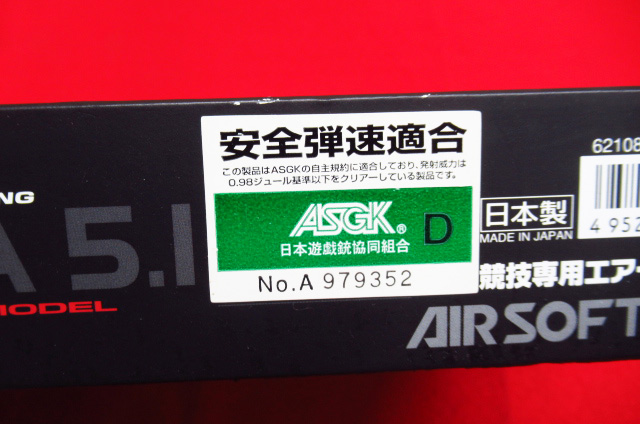 安全弾速適合
この製品はASGKの自主規約に適合しており、発射威力は
0.98ジュール基準以下をクリアーしている製品です。
ASGK® D
日本遊戯銃協同組合
No.A 979352
日本製
MADE IN JAPAN
62108
4 952
NG
A 5.1
MODEL
競技専用エアー
AIRSOFT